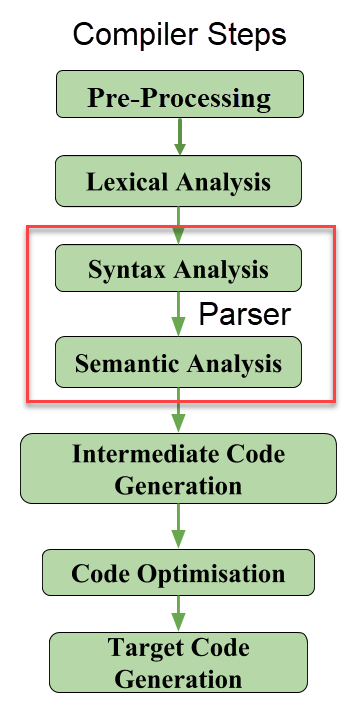 Compiler Steps
Pre-Processing
Lexical Analysis
Syntax Analysis
Parser
Semantic Analysis
Intermediate Code
Generation
Code Optimisation
Target Code
Generation